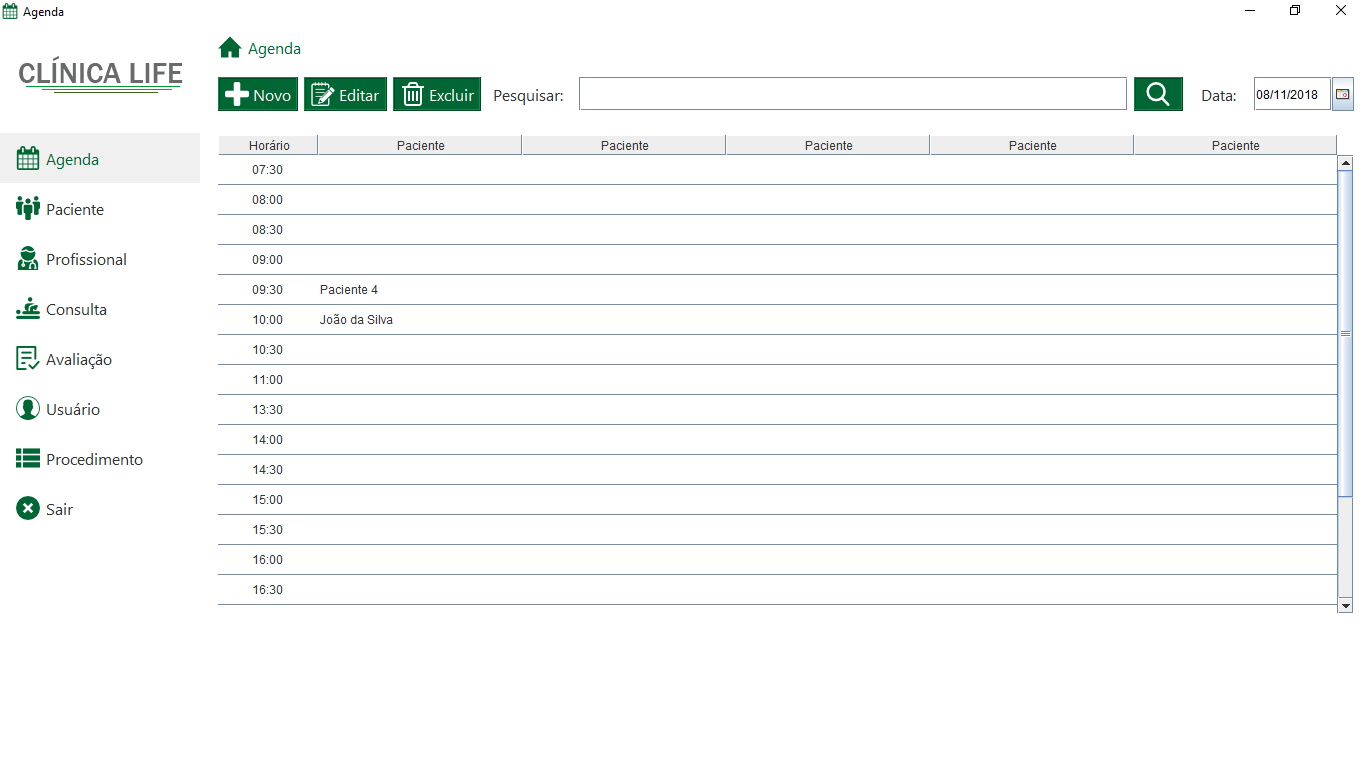 Agenda
CLÍNICA LIFE
Agenda
Paciente
Profissional
Consulta
Avaliação
Usuário
Procedimento
Sair
Agenda
Novo Editar Excluir Pesquisar: Data: 08/11/2018
Horário Paciente Paciente Paciente Paciente Paciente
07:30
08:00
08:30
09:00
09:30 Paciente 4
10:00 João da Silva
10:30
11:00
13:30
14:00
14:30
15:00
15:30
16:00
16:30